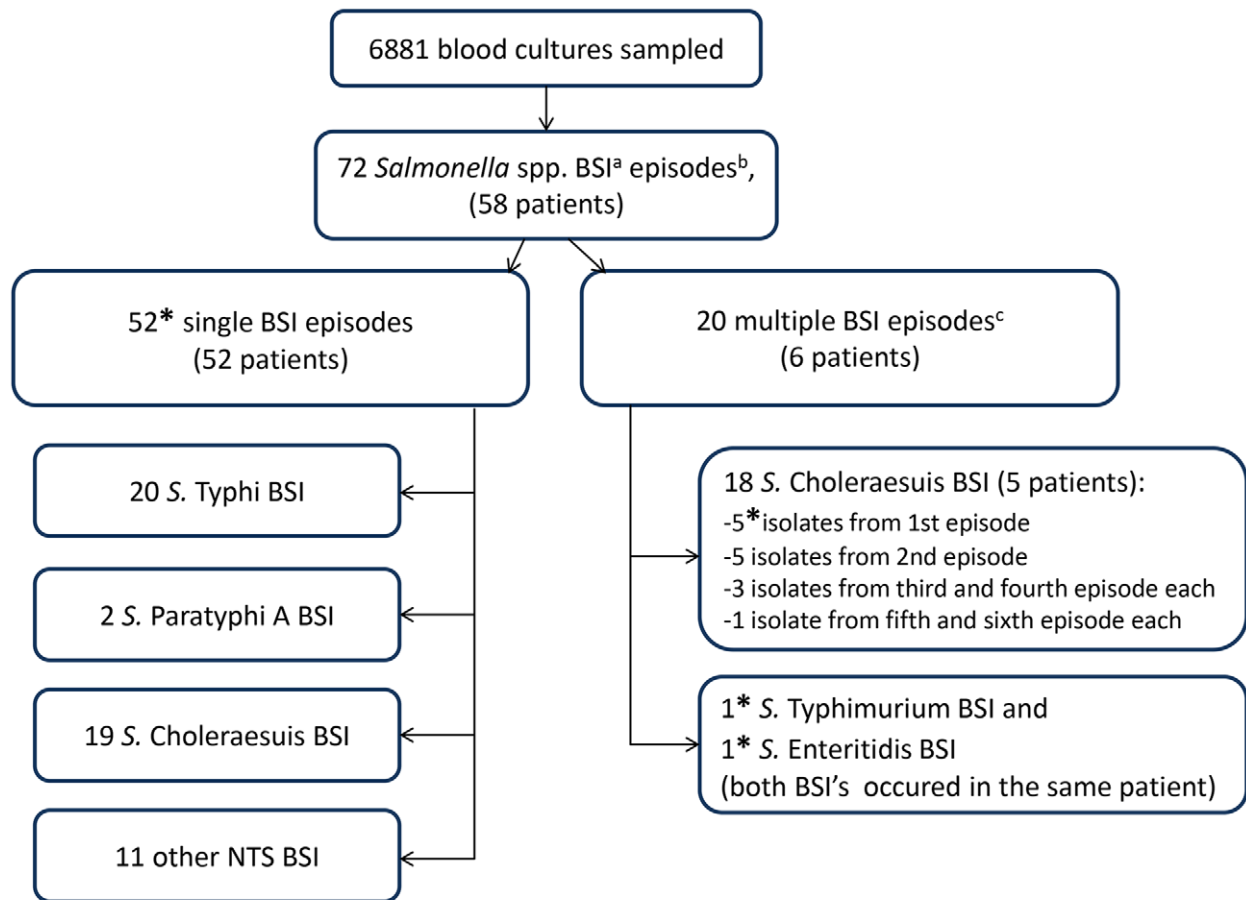 6881 blood cultures sampled
72 Salmonella spp. BSIᵃ episodesᵇ,
(58 patients)
52* single BSI episodes
(52 patients)
20 multiple BSI episodesᶜ
(6 patients)
20 S. Typhi BSI
2 S. Paratyphi A BSI
19 S. Choleraesuis BSI
11 other NTS BSI
18 S. Choleraesuis BSI (5 patients):
-5*isolates from 1st episode
-5 isolates from 2nd episode
-3 isolates from third and fourth episode each
-1 isolate from fifth and sixth episode each
1* S. Typhimurium BSI and
1* S. Enteritidis BSI
(both BSI's occured in the same patient)